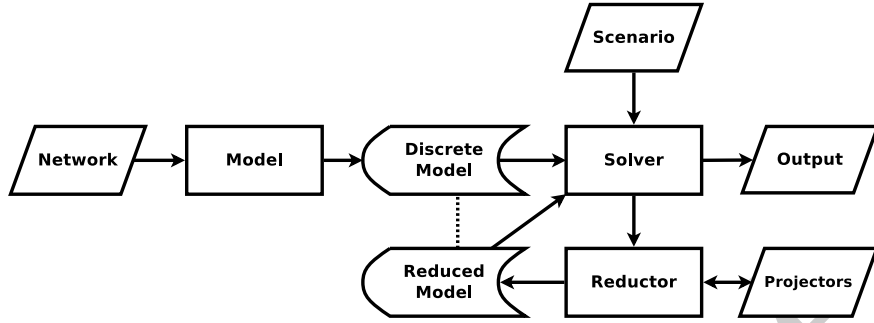 Scenario
Network
Model
Discrete
Model
Solver
Output
Reduced
Model
Reductor
Projectors